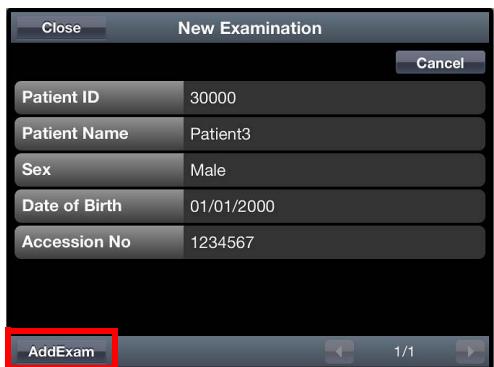 Close New Examination
Cancel
Patient ID 30000
Patient Name Patient3
Sex Male
Date of Birth 01/01/2000
Accession No 1234567
AddExam 1/1